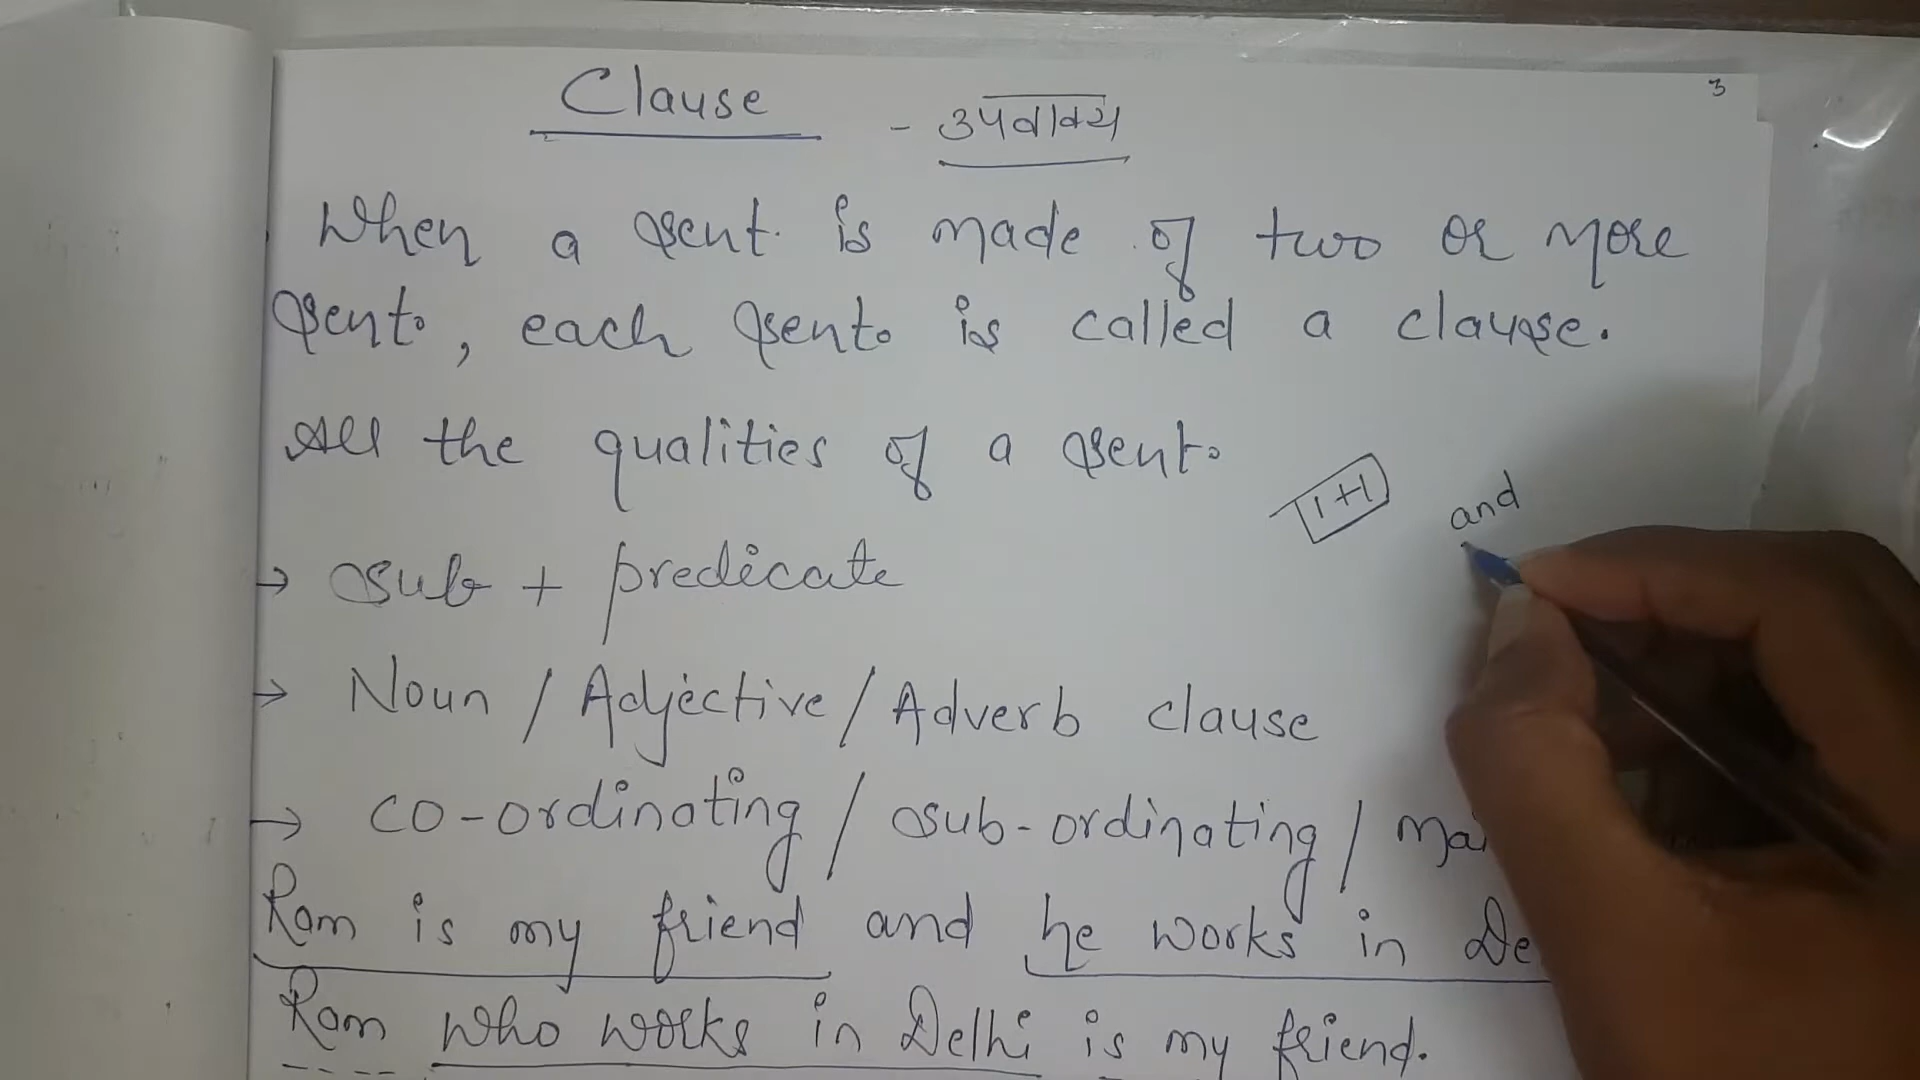 3
Clause - उपवाक्य
When a sent. is made of two or more
sent., each sent. is called a clause.
All the qualities of a sent.
1+1
and
→ sub + predicate
→ Noun / Adjective / Adverb clause
→ co-ordinating / sub-ordinating /
Ram is my friend and he works in
Ram who works in Delhi is my friend.